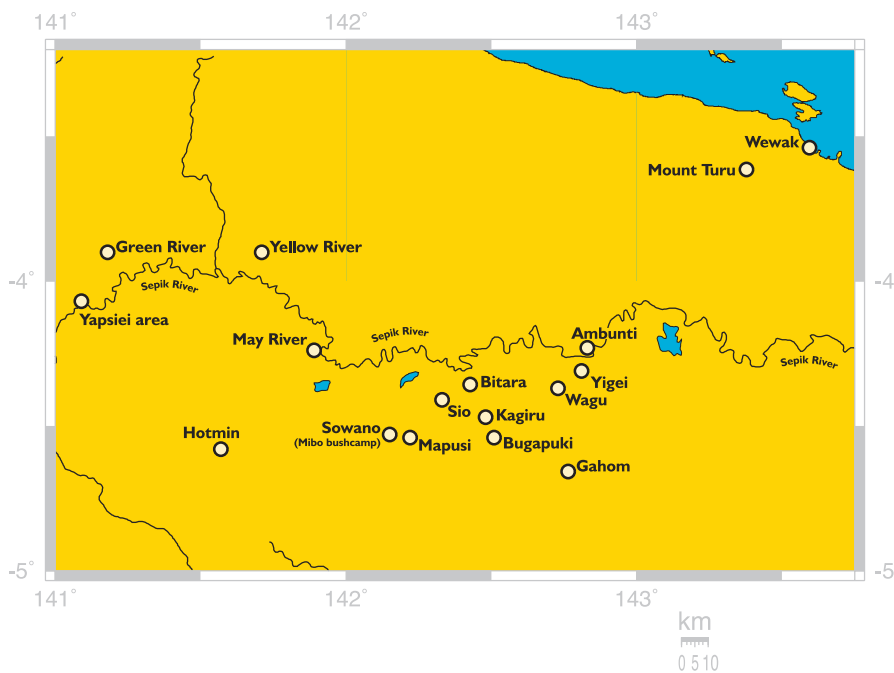 141°
142°
143°
Wewak
Mount Turu
Green River
Yellow River
-4°
-4
Sepik River
Yapsiei area
May River
Sepik River
Ambunti
Sepik River
Bitara
Yigei
Wagu
Sio
Kagiru
Hotmin
Sowano
(Mibo bushcamp)
Mapusi
Bugapuki
Gahom
-5°
-5
141°
142°
143°
km
0 5 10